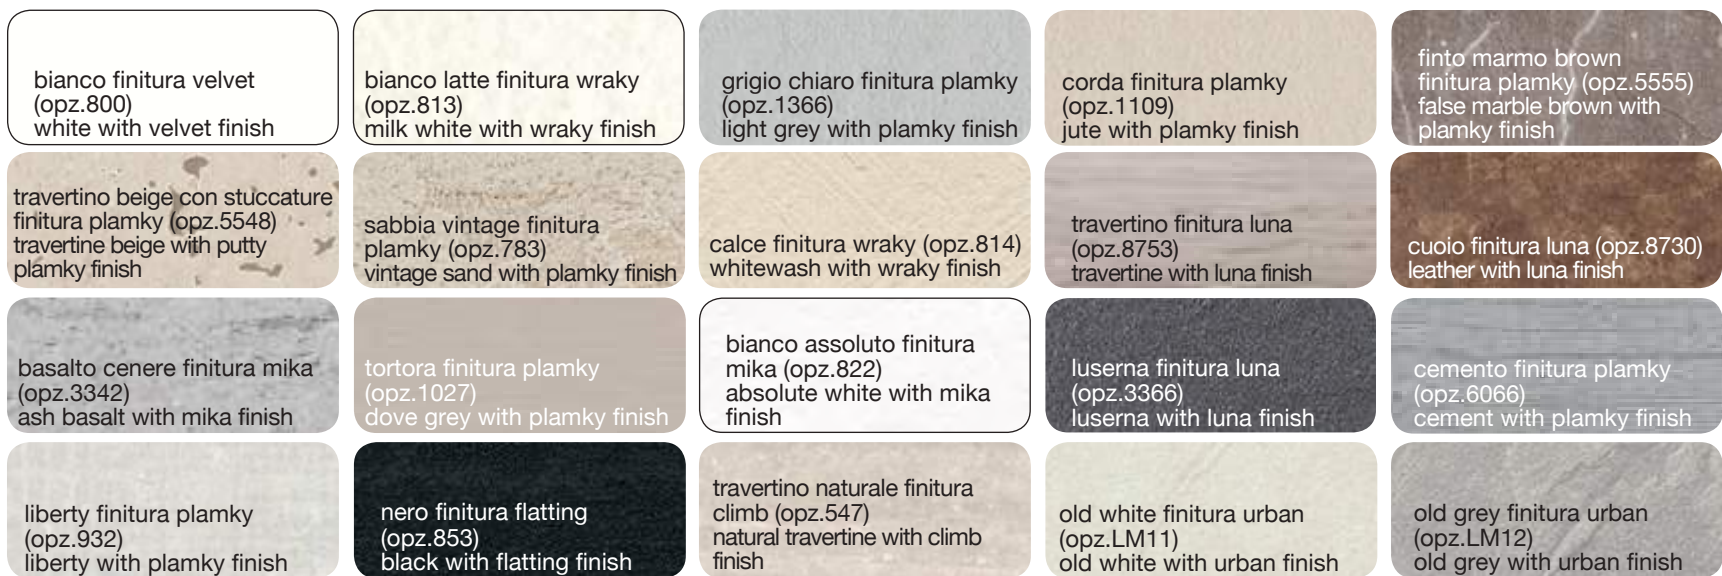 bianco finitura velvet
(opz.800)
white with velvet finish
bianco latte finitura wraky
(opz.813)
milk white with wraky finish
grigio chiaro finitura plamky
(opz.1366)
light grey with plamky finish
corda finitura plamky
(opz.1109)
jute with plamky finish
finto marmo brown
finitura plamky (opz.5555)
false marble brown with
plamky finish
travertino beige con stuccature
finitura plamky (opz.5548)
travertine beige with putty
plamky finish
sabbia vintage finitura
plamky (opz.783)
vintage sand with plamky finish
calce finitura wraky (opz.814)
whitewash with wraky finish
travertino finitura luna
(opz.8753)
travertine with luna finish
cuoio finitura luna (opz.8730)
leather with luna finish
basalto cenere finitura mika
(opz.3342)
ash basalt with mika finish
tortora finitura plamky
(opz.1027)
dove grey with plamky finish
bianco assoluto finitura
mika (opz.822)
absolute white with mika
finish
luserna finitura luna
(opz.3366)
luserna with luna finish
cemento finitura plamky
(opz.6066)
cement with plamky finish
liberty finitura plamky
(opz.932)
liberty with plamky finish
nero finitura flatting
(opz.853)
black with flatting finish
travertino naturale finitura
climb (opz.547)
natural travertine with climb
finish
old white finitura urban
(opz.LM11)
old white with urban finish
old grey finitura urban
(opz.LM12)
old grey with urban finish